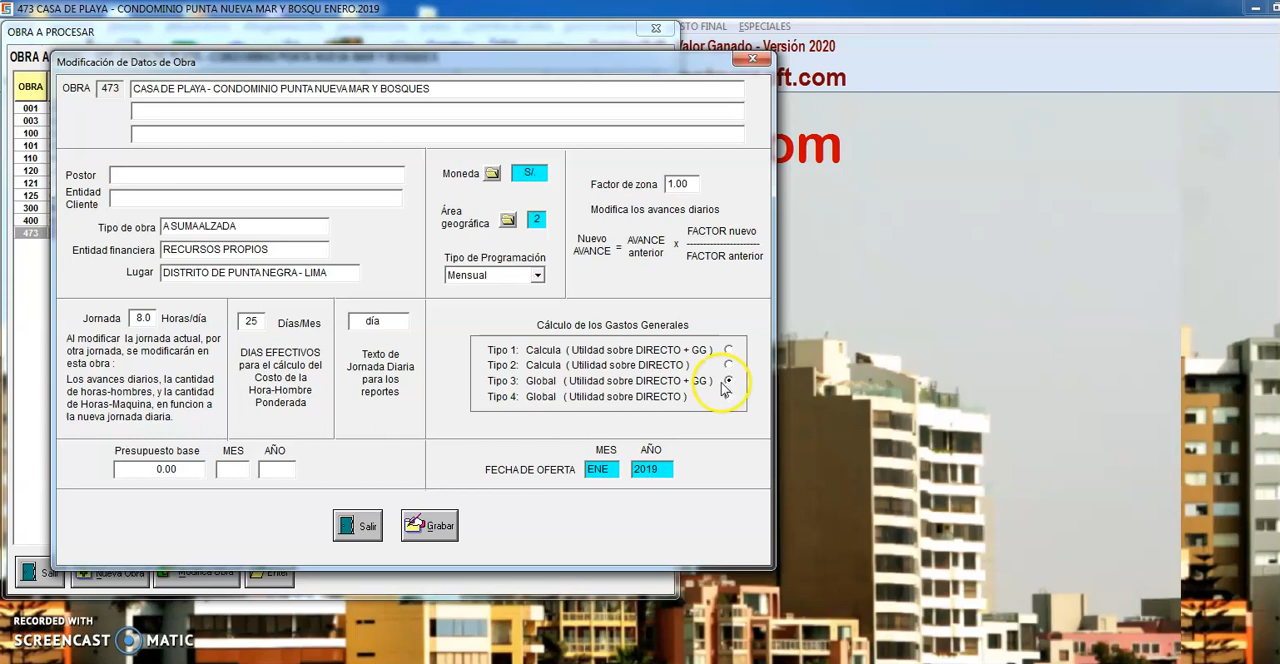 473 CASA DE PLAYA - CONDOMINIO PUNTA NUEVA MAR Y BOSQU ENERO.2019
OBRA A PROCESAR
STO FINAL ESPECIALES
Valor Ganado - Versión 2020
ft.com
om
OBRA A
OBRA
001
003
100
101
110
120
121
125
300
400
473
Modificación de Datos de Obra
OBRA 473 CASA DE PLAYA - CONDOMINIO PUNTA NUEVA MAR Y BOSQUES
Postor
Entidad
Cliente
Tipo de obra A SUMA ALZADA
Entidad financiera RECURSOS PROPIOS
Lugar DISTRITO DE PUNTA NEGRA - LIMA
Moneda S/.
Área
geográfica 2
Tipo de Programación
Mensual
Factor de zona 1.00
Modifica los avances diarios
Nuevo AVANCE FACTOR nuevo
AVANCE = anterior x ------------------------
FACTOR anterior
Jornada 8.0 Horas/día
Al modificar la jornada actual, por
otra jornada, se modificarán en
esta obra :
Los avances diarios, la cantidad
de horas-hombres, y la cantidad
de Horas-Maquina, en funcion a
la nueva jornada diaria.
25 Días/Mes
DIAS EFECTIVOS
para el cálculo del
Costo de la
Hora-Hombre
Ponderada
día
Texto de
Jornada Diaria
para los
reportes
Cálculo de los Gastos Generales
Tipo 1: Calcula ( Utilidad sobre DIRECTO + GG )
Tipo 2: Calcula ( Utilidad sobre DIRECTO )
Tipo 3: Global ( Utilidad sobre DIRECTO + GG )
Tipo 4: Global ( Utilidad sobre DIRECTO )
Presupuesto base MES AÑO
0.00
MES AÑO
FECHA DE OFERTA ENE 2019
Salir Grabar
Sali Nueva Obra Modifica Obra Enter
RECORDED WITH
SCREENCAST MATIC